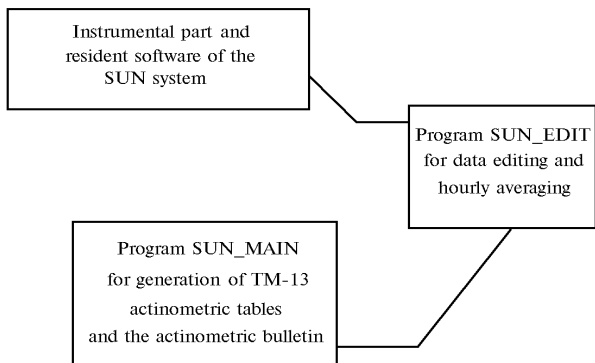 Instrumental part and
resident software of the
SUN system
Program SUN_EDIT
for data editing and
hourly averaging
Program SUN_MAIN
for generation of TM-13
actinometric tables
and the actinometric bulletin